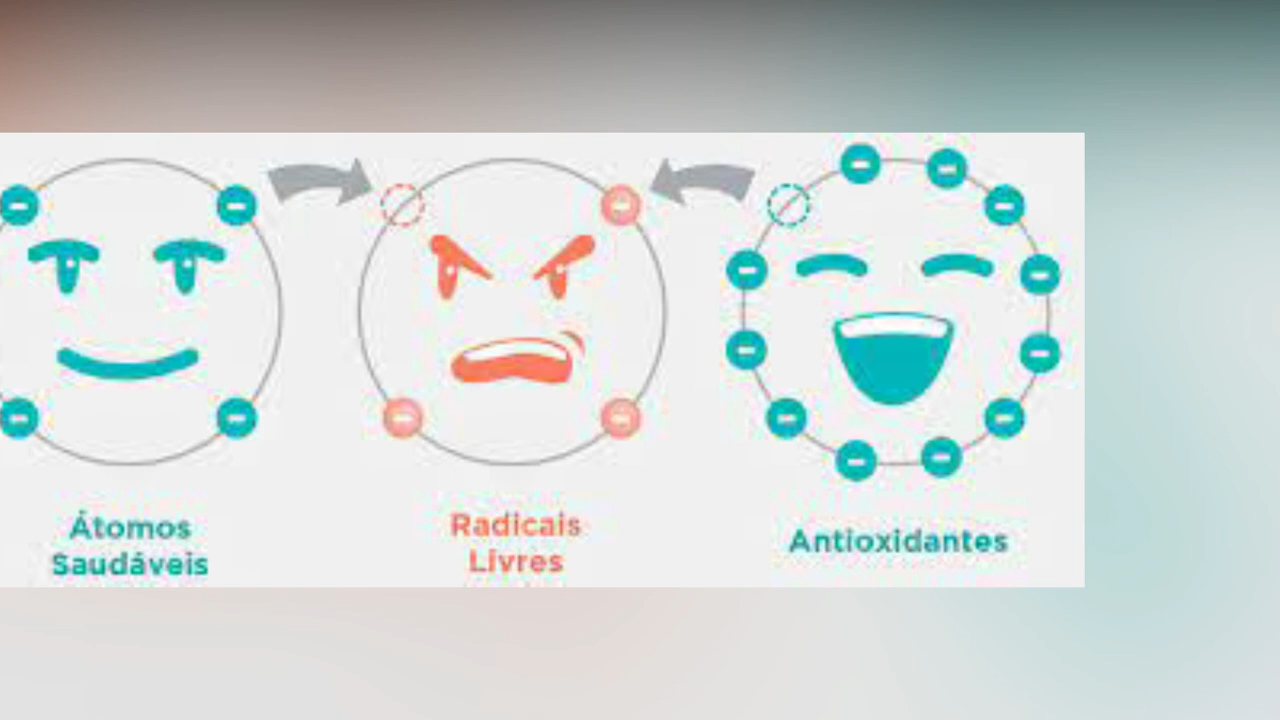 Átomos
Saudáveis
Radicais
Livres
Antioxidantes